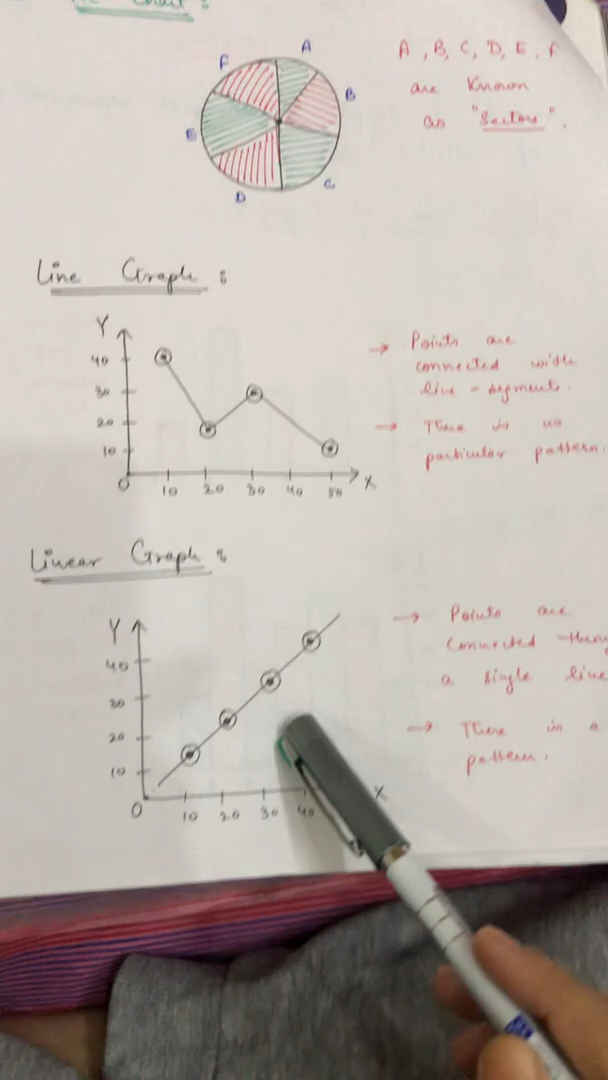 Chart :
A
B
C
D
E
F
A, B, C, D, E, F
are Known
as "Sectors".
Line Graph :
Y
40
30
20
10
0
10 20 30 40 50 X
→ Points are
connected with
line-segments.
→ There is no
particular pattern.
Linear Graph :
Y
40
30
20
10
0
10 20 30 40 X
→ Points are
connected
a single line
→ There is a
pattern.